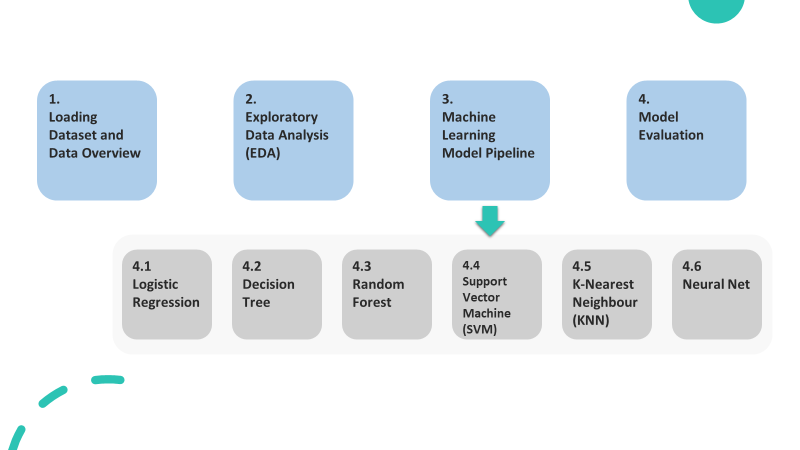 1.
Loading
Dataset and
Data Overview
2.
Exploratory
Data Analysis
(EDA)
3.
Machine
Learning
Model Pipeline
4.
Model
Evaluation
4.1
Logistic
Regression
4.2
Decision
Tree
4.3
Random
Forest
4.4
Support
Vector
Machine
(SVM)
4.5
K-Nearest
Neighbour
(KNN)
4.6
Neural Net